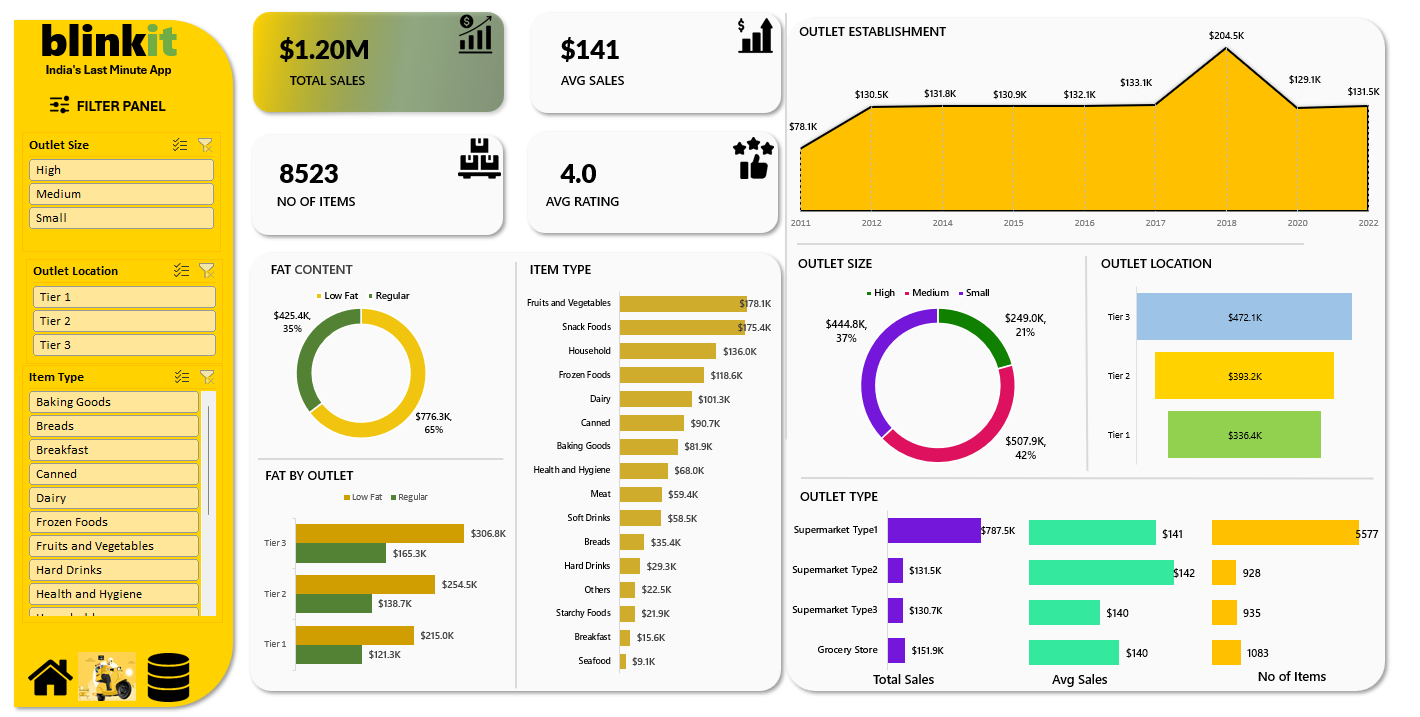 blinkit
India's Last Minute App
FILTER PANEL
Outlet Size
High
Medium
Small
Outlet Location
Tier 1
Tier 2
Tier 3
Item Type
Baking Goods
Breads
Breakfast
Canned
Dairy
Frozen Foods
Fruits and Vegetables
Hard Drinks
Health and Hygiene
$1.20M
TOTAL SALES
$
$141
AVG SALES
$
8523
NO OF ITEMS
4.0
AVG RATING
FAT CONTENT
Low Fat Regular
$425.4K,
35%
$776.3K,
65%
FAT BY OUTLET
Low Fat Regular
Tier 3 $306.8K
$165.3K
Tier 2 $254.5K
$138.7K
Tier 1 $215.0K
$121.3K
ITEM TYPE
Fruits and Vegetables $178.1K
Snack Foods $175.4K
Household $136.0K
Frozen Foods $118.6K
Dairy $101.3K
Canned $90.7K
Baking Goods $81.9K
Health and Hygiene $68.0K
Meat $59.4K
Soft Drinks $58.5K
Breads $35.4K
Hard Drinks $29.3K
Others $22.5K
Starchy Foods $21.9K
Breakfast $15.6K
Seafood $9.1K
OUTLET ESTABLISHMENT
$78.1K $130.5K $131.8K $130.9K $132.1K $133.1K $204.5K $129.1K $131.5K
2011 2012 2014 2015 2016 2017 2018 2020 2022
OUTLET SIZE
High Medium Small
$444.8K,
37%
$249.0K,
21%
$507.9K,
42%
OUTLET LOCATION
Tier 3 $472.1K
Tier 2 $393.2K
Tier 1 $336.4K
OUTLET TYPE
Supermarket Type1 $787.5K $141 5577
Supermarket Type2 $131.5K $142 928
Supermarket Type3 $130.7K $140 935
Grocery Store $151.9K $140 1083
Total Sales Avg Sales No of Items